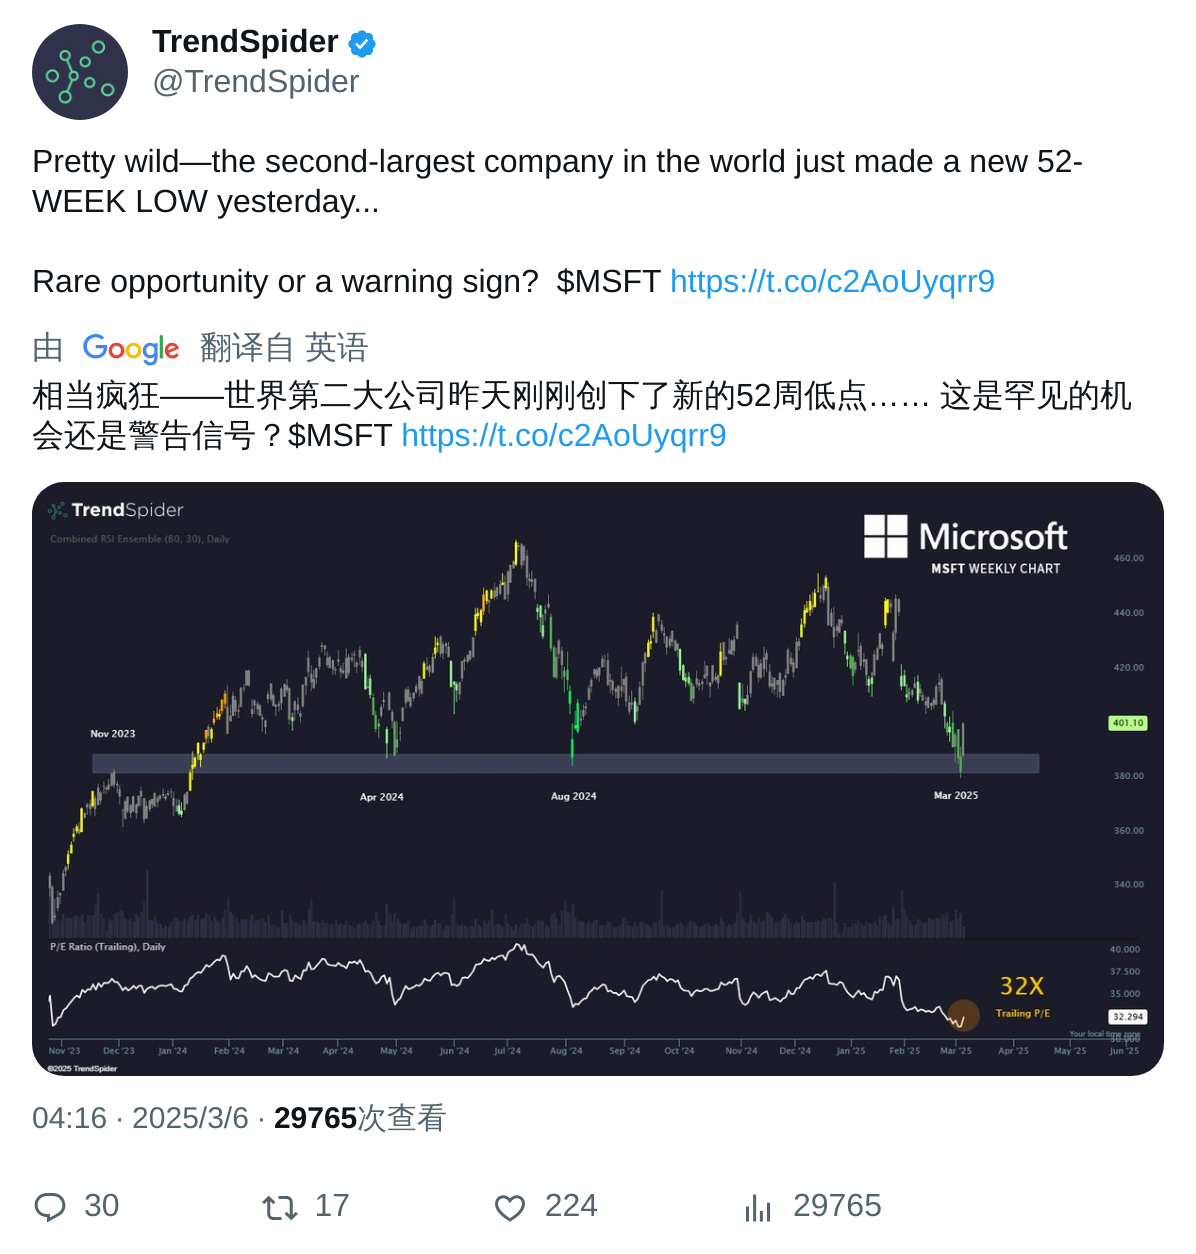 TrendSpider
@TrendSpider
Pretty wild—the second-largest company in the world just made a new 52-
WEEK LOW yesterday...
Rare opportunity or a warning sign?  $MSFT https://t.co/c2AoUyqrr9
由 Google 翻译自 英语
相当疯狂——世界第二大公司昨天刚刚创下了新的52周低点…… 这是罕见的机
会还是警告信号？$MSFT https://t.co/c2AoUyqrr9
TrendSpider
Combined RSI Ensemble (80, 30), Daily
Microsoft
MSFT WEEKLY CHART
460.00
440.00
420.00
401.10
380.00
360.00
340.00
Nov 2023
Apr 2024
Aug 2024
Mar 2025
P/E Ratio (Trailing), Daily
40.000
37.500
35.000
32.294
30.000
32X
Trailing P/E
Your local time zone
Nov '23 Dec '23 Jan '24 Feb '24 Mar '24 Apr '24 May '24 Jun '24 Jul '24 Aug '24 Sep '24 Oct '24 Nov '24 Dec '24 Jan '25 Feb '25 Mar '25 Apr '25 May '25 Jun '25
©2025 TrendSpider
04:16 · 2025/3/6 · 29765次查看
30 17 224 29765